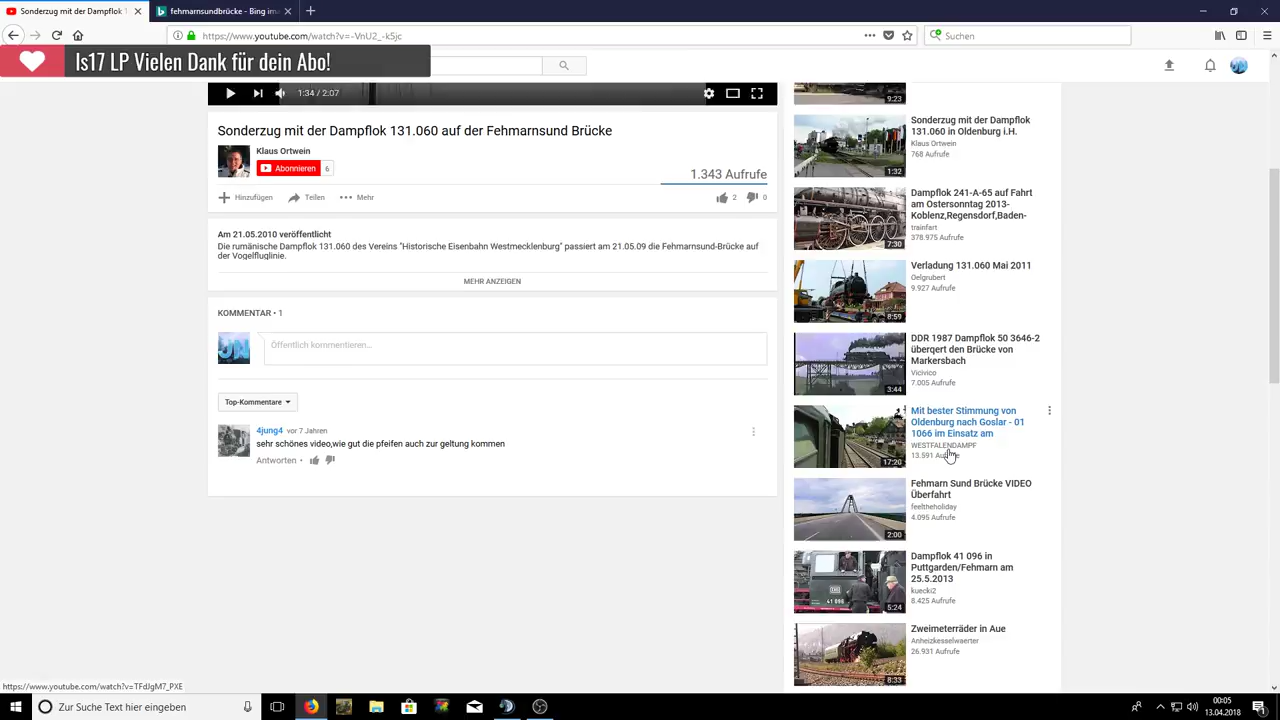 Sonderzug mit der Dampflok 131.0
fehmarnsundbrücke - Bing im
https://www.youtube.com/watch?v=-VnU2_-kSjc
Suchen
Is17 LP Vielen Dank für dein Abo!
1:34 / 2:07
Sonderzug mit der Dampflok 131.060 auf der Fehmarnsund Brücke
Klaus Ortwein
Abonnieren 6
1.343 Aufrufe
Hinzufügen
Teilen
Mehr
2
0
Am 21.05.2010 veröffentlicht
Die rumänische Dampflok 131.060 des Vereins "Historische Eisenbahn Westmecklenburg" passiert am 21.05.09 die Fehmarnsund-Brücke auf
der Vogelfluglinie.
MEHR ANZEIGEN
KOMMENTAR • 1
Öffentlich kommentieren...
Top-Kommentare
4jung4 vor 7 Jahren
sehr schönes video,wie gut die pfeifen auch zur geltung kommen
Antworten
9:23
Sonderzug mit der Dampflok
131.060 in Oldenburg i.H.
Klaus Ortwein
768 Aufrufe
1:32
Dampflok 241-A-65 auf Fahrt
am Ostersonntag 2013-
Koblenz,Regensdorf,Baden-
trainfart
378.975 Aufrufe
7:30
Verladung 131.060 Mai 2011
Oelgrubert
9.927 Aufrufe
8:59
DDR 1987 Dampflok 50 3646-2
überqert den Brücke von
Markersbach
Vicivico
7.005 Aufrufe
3:44
Mit bester Stimmung von
Oldenburg nach Goslar - 01
1066 im Einsatz am
WESTFALENDAMPF
13.591
17:20
Fehmarn Sund Brücke VIDEO
Überfahrt
feeltheholiday
4.095 Aufrufe
2:00
Dampflok 41 096 in
Puttgarden/Fehmarn am
25.5.2013
kuecki2
8.425 Aufrufe
5:24
Zweimeterräder in Aue
Anheizkesselwaerter
26.931 Aufrufe
8:33
https://www.youtube.com/watch?v=TFdJgM7_PXE
Zur Suche Text hier eingeben
00:05
13.04.2018